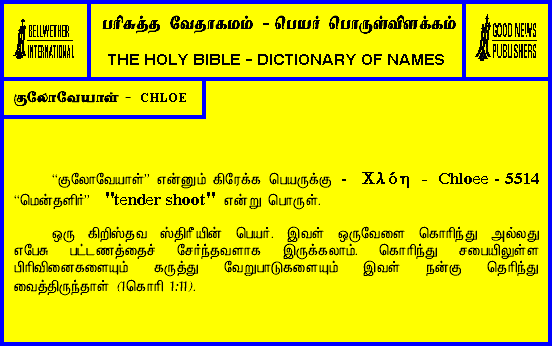 BELLWETHER
INTERNATIONAL
பரிசுத்த வேதாகமம் - பெயர் பொருள்விளக்கம்
THE HOLY BIBLE - DICTIONARY OF NAMES
GOOD NEWS
PUBLISHERS
குலோவேயாள் - CHLOE
“குலோவேயாள்” என்னும் கிரேக்க பெயருக்கு - Χλόη - Chloee - 5514
“மென்தளிர்” "tender shoot" என்று பொருள்.
ஒரு கிறிஸ்தவ ஸ்திரீயின் பெயர். இவள் ஒருவேளை கொரிந்து அல்லது
எபேசு பட்டணத்தைச் சேர்ந்தவளாக இருக்கலாம். கொரிந்து சபையிலுள்ள
பிரிவினைகளையும் கருத்து வேறுபாடுகளையும் இவள் நன்கு தெரிந்து
வைத்திருந்தாள் (1கொரி 1:11).